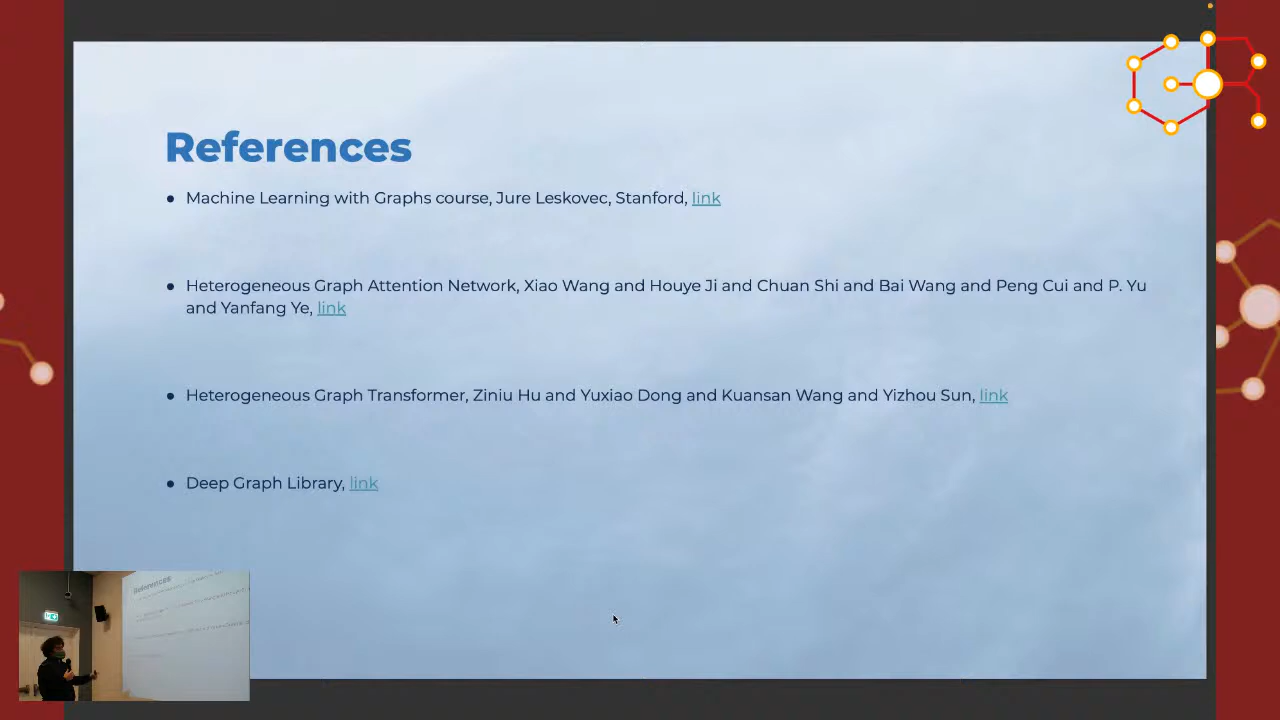 References
● Machine Learning with Graphs course, Jure Leskovec, Stanford, link
● Heterogeneous Graph Attention Network, Xiao Wang and Houye Ji and Chuan Shi and Bai Wang and Peng Cui and P. Yu
and Yanfang Ye, link
● Heterogeneous Graph Transformer, Ziniu Hu and Yuxiao Dong and Kuansan Wang and Yizhou Sun, link
● Deep Graph Library, link
References